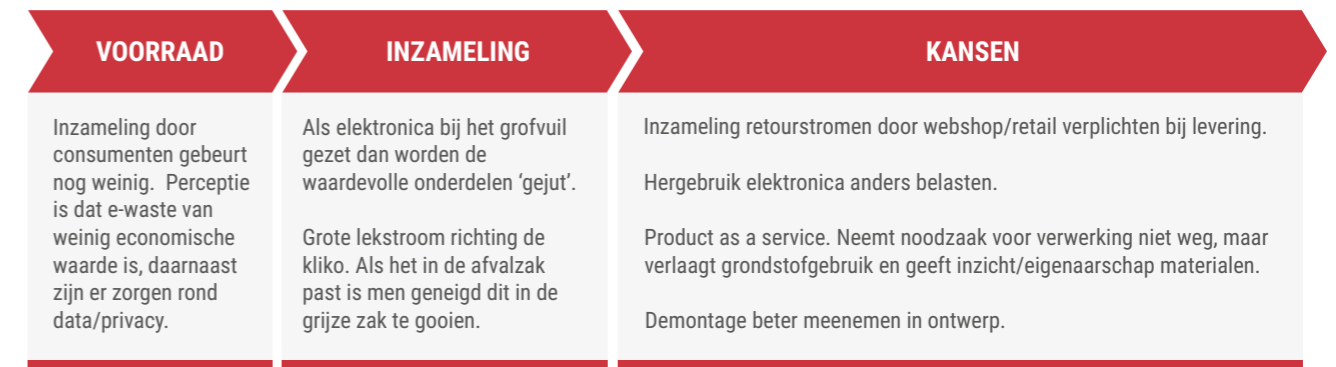 VOORRAAD
Inzameling door
consumenten gebeurt
nog weinig.  Perceptie
is dat e-waste van
weinig economische
waarde is, daarnaast
zijn er zorgen rond
data/privacy.
INZAMELING
Als elektronica bij het grofvuil
gezet dan worden de
waardevolle onderdelen ‘gejut’.
Grote lekstroom richting de
kliko. Als het in de afvalzak
past is men geneigd dit in de
grijze zak te gooien.
KANSEN
Inzameling retourstromen door webshop/retail verplichten bij levering.
Hergebruik elektronica anders belasten.
Product as a service. Neemt noodzaak voor verwerking niet weg, maar
verlaagt grondstofgebruik en geeft inzicht/eigenaarschap materialen.
Demontage beter meenemen in ontwerp.